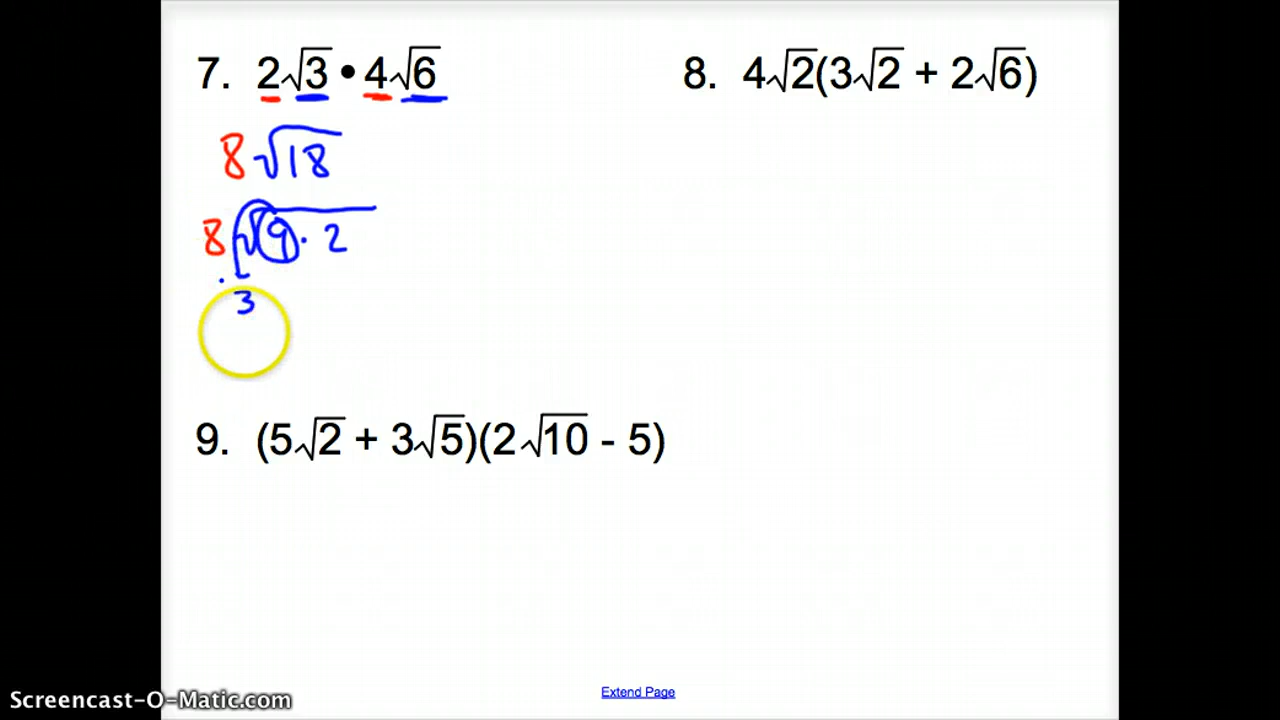 7. 2√3 • 4√6
8√18
8√9 · 2
· 3
8. 4√2(3√2 + 2√6)
9. (5√2 + 3√5)(2√10 - 5)
Extend Page
Screencast-O-Matic.com